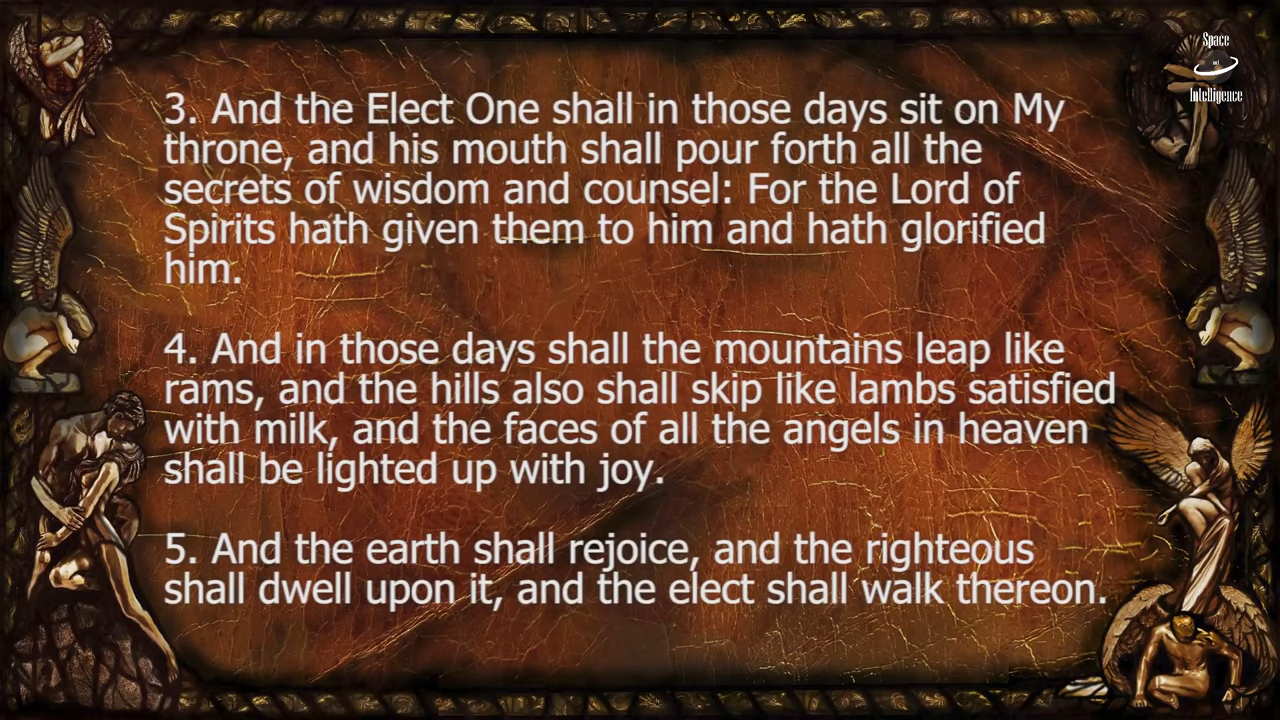 Space
and
Intelligence
3. And the Elect One shall in those days sit on My
throne, and his mouth shall pour forth all the
secrets of wisdom and counsel: For the Lord of
Spirits hath given them to him and hath glorified
him.
4. And in those days shall the mountains leap like
rams, and the hills also shall skip like lambs satisfied
with milk, and the faces of all the angels in heaven
shall be lighted up with joy.
5. And the earth shall rejoice, and the righteous
shall dwell upon it, and the elect shall walk thereon.